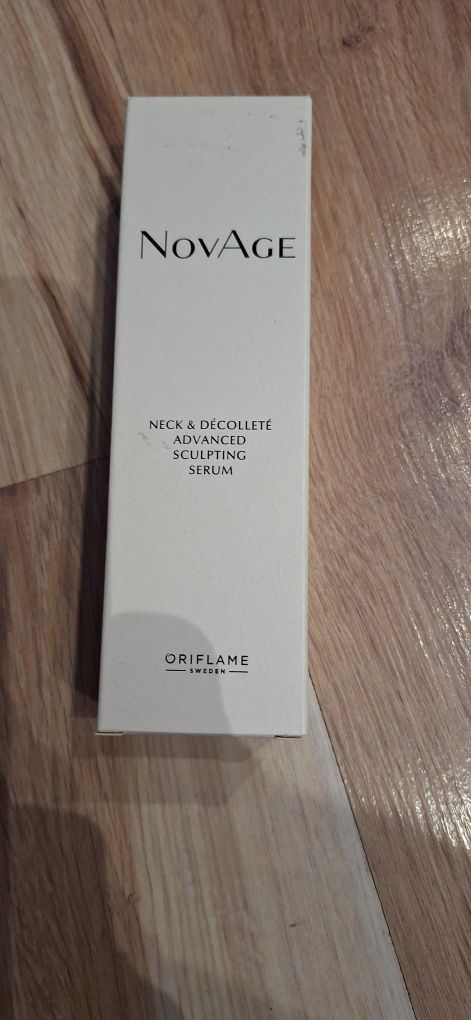 NOVAGE
NECK & DÉCOLLETÉ
ADVANCED
SCULPTING
SERUM
ORIFLAME
SWEDEN